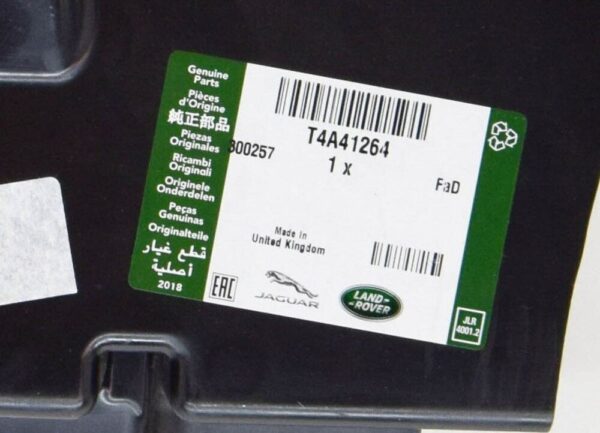 Genuine
Parts
Pièces
d'Origine
純正部品
Piezas
Originales
Ricambi
Originali
Originele
Onderdelen
Peças
Genuinas
Originalteile
قطع غيار
أصلية
2018
T4A41264
300257
1 x
FaD
Made in
United Kingdom
EAC
JAGUAR
LAND-
ROVER
JLR
4001.2